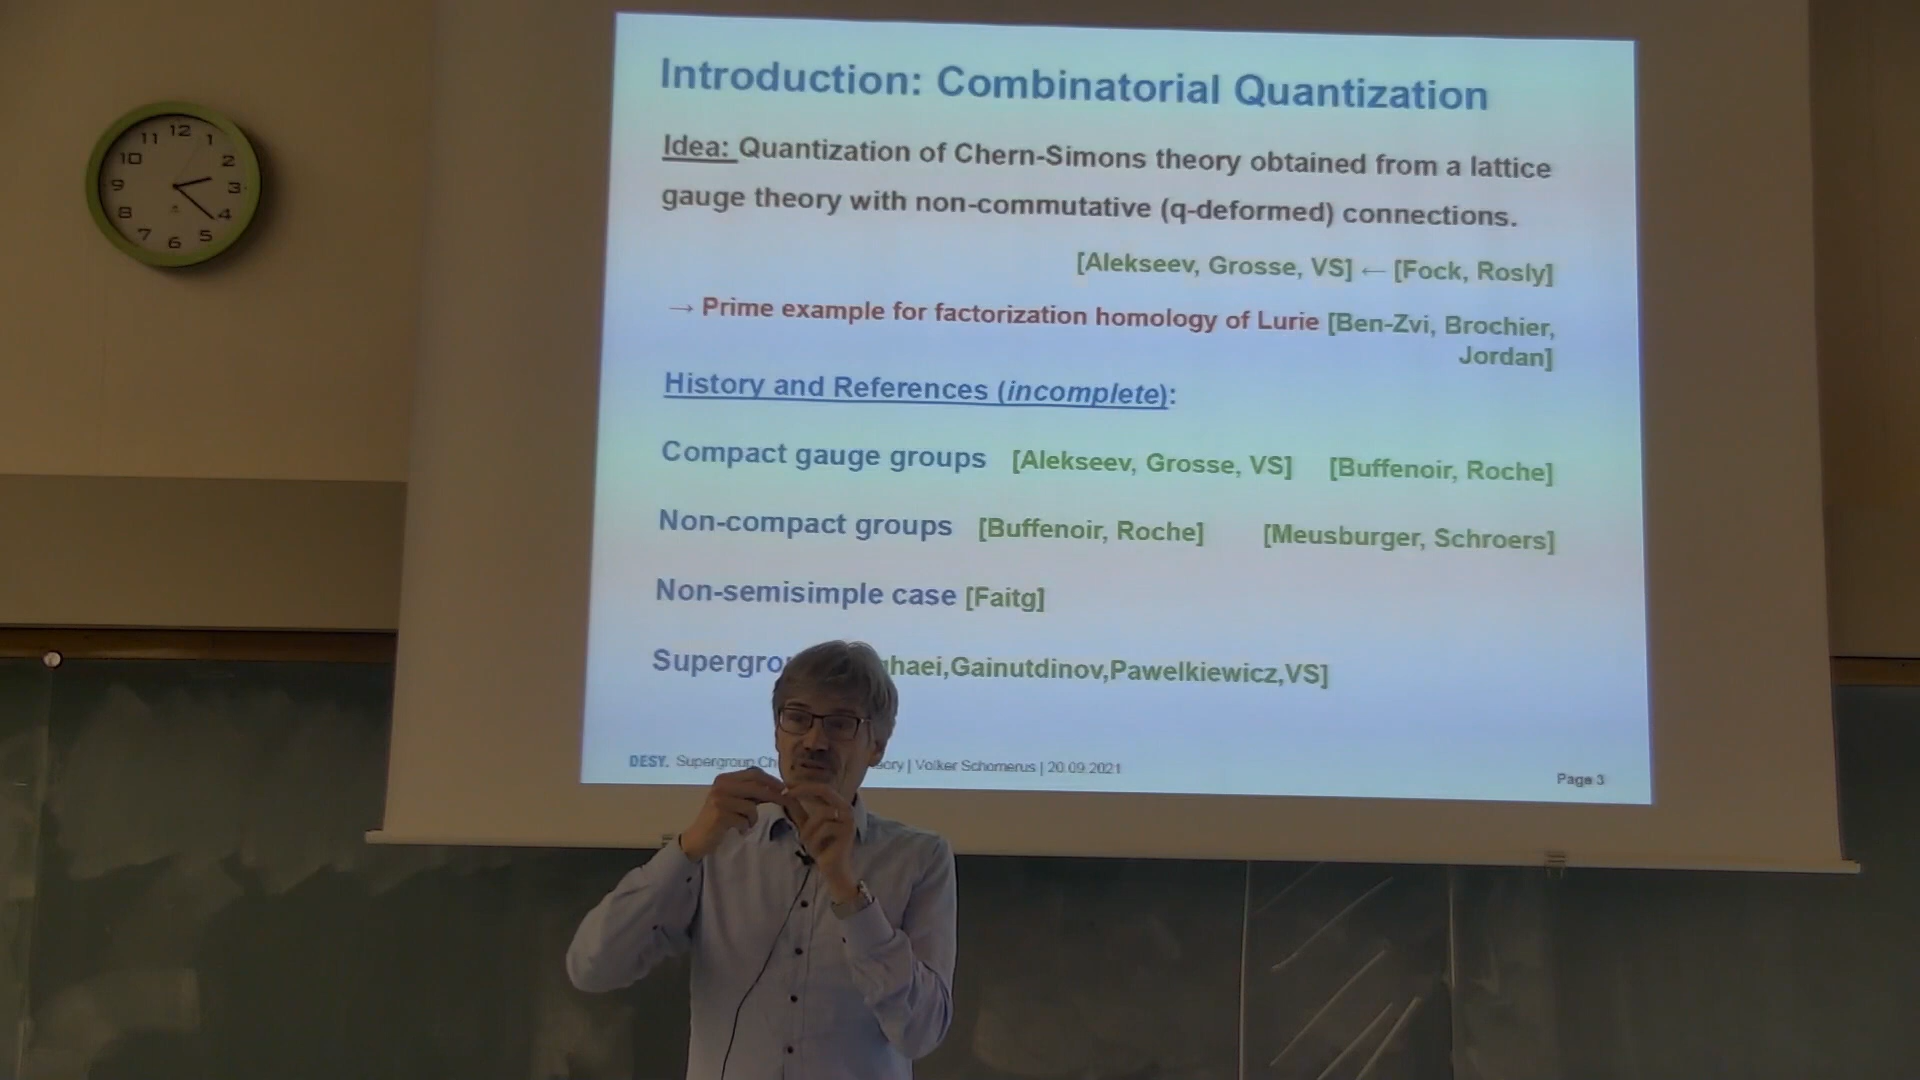 12
11 1
10 2
9 3
8 4
7 5
6
Introduction: Combinatorial Quantization
Idea: Quantization of Chern-Simons theory obtained from a lattice
gauge theory with non-commutative (q-deformed) connections.
[Alekseev, Grosse, VS] ← [Fock, Rosly]
→ Prime example for factorization homology of Lurie [Ben-Zvi, Brochier,
Jordan]
History and References (incomplete):
Compact gauge groups [Alekseev, Grosse, VS] [Buffenoir, Roche]
Non-compact groups [Buffenoir, Roche] [Meusburger, Schroers]
Non-semisimple case [Faitg]
Gainutdinov,Pawelkiewicz,VS]
DESY. Supergroup | Volker Schomerus | 20.09.2021
Page 3